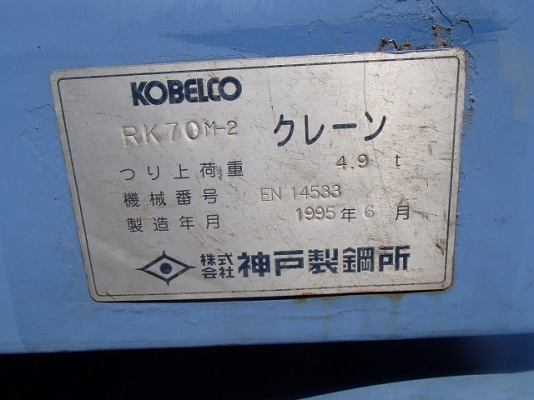 KOBELCO
RK70M-2 クレーン
つり上荷重 4.9 t
機械番号 EN 14533
製造年月 1995年 6 月
株式会社 神戸製鋼所